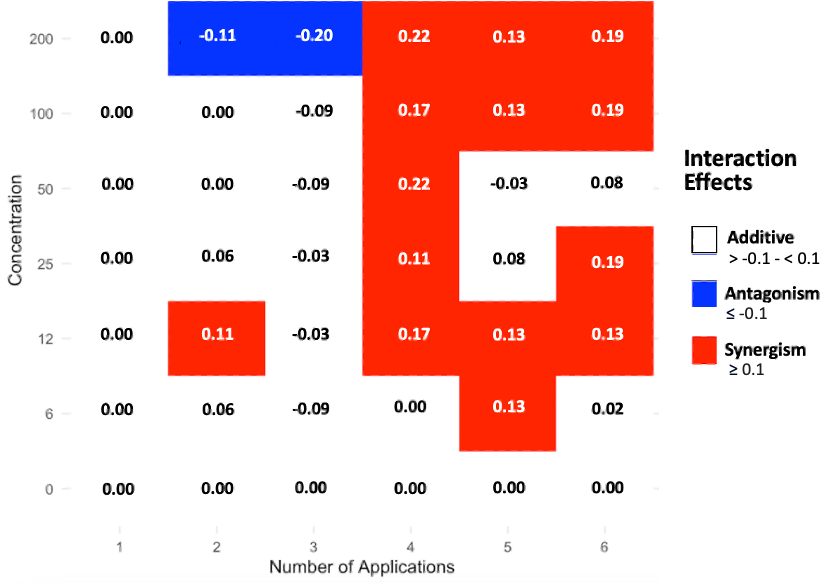 200 0.00 -0.11 -0.20 0.22 0.13 0.19
100 0.00 0.00 -0.09 0.17 0.13 0.19
50 0.00 0.00 -0.09 0.22 -0.03 0.08
25 0.00 0.06 -0.03 0.11 0.08 0.19
12 0.00 0.11 -0.03 0.17 0.13 0.13
6 0.00 0.06 -0.09 0.00 0.13 0.02
0 0.00 0.00 0.00 0.00 0.00 0.00
1 2 3 4 5 6
Number of Applications
Concentration
Interaction
Effects
Additive
> -0.1 - < 0.1
Antagonism
≤ -0.1
Synergism
≥ 0.1